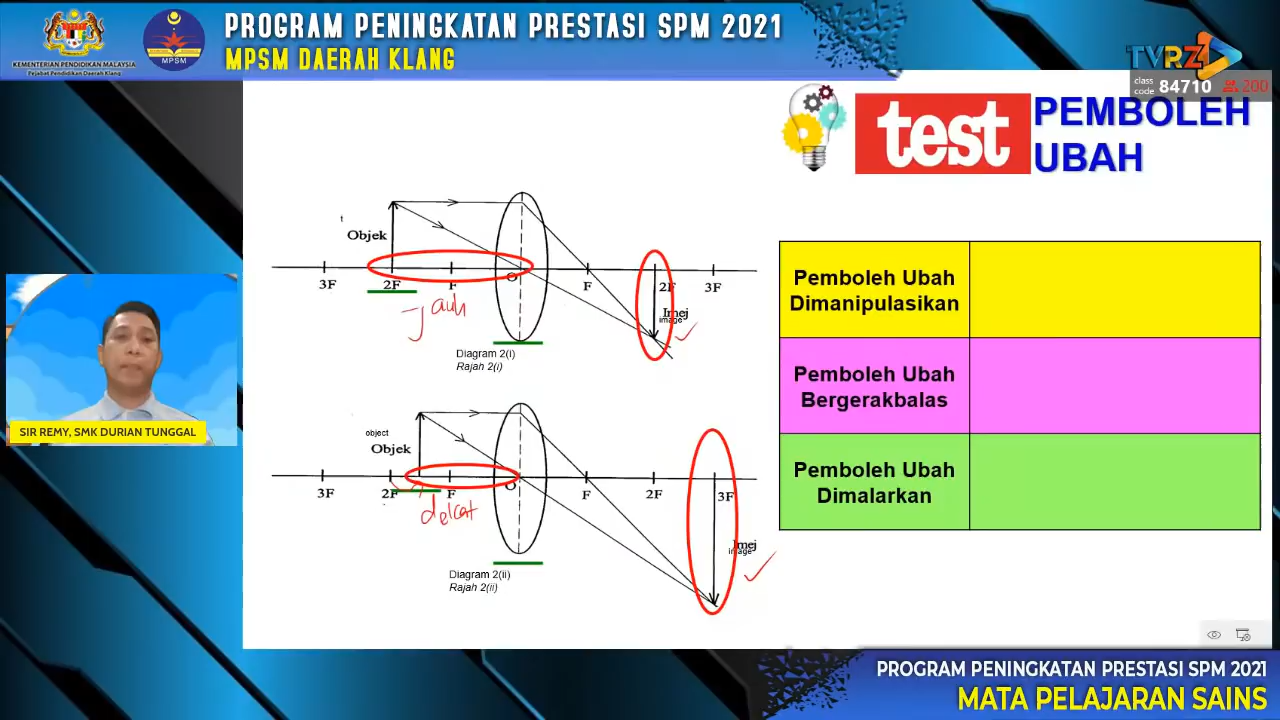 KEMENTERIAN PENDIDIKAN MALAYSIA
Pejabat Pendidikan Daerah Klang
MPSM
PROGRAM PENINGKATAN PRESTASI SPM 2021
MPSM DAERAH KLANG
TVRZ
class code 84710 200
test PEMBOLEH UBAH
t
Objek
3F 2F F O F 2F 3F
Imej
image
jauh
Diagram 2(i)
Rajah 2(i)
object
Objek
3F 2F F O F 2F 3F
dekat
Imej
image
Diagram 2(ii)
Rajah 2(ii)
Pemboleh Ubah
Dimanipulasikan
Pemboleh Ubah
Bergerakbalas
Pemboleh Ubah
Dimalarkan
SIR REMY, SMK DURIAN TUNGGAL
PROGRAM PENINGKATAN PRESTASI SPM 2021
MATA PELAJARAN SAINS